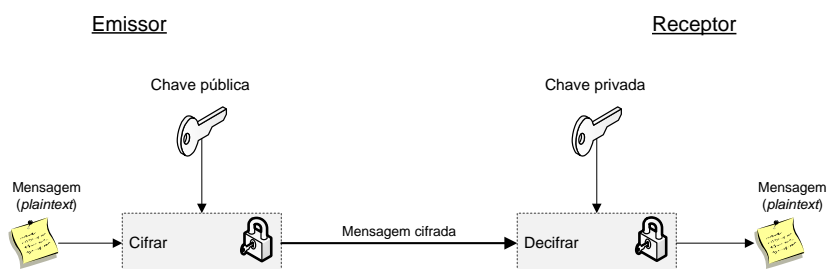 Emissor
Receptor
Chave pública
Chave privada
Mensagem
(plaintext)
Mensagem
(plaintext)
Cifrar
Mensagem cifrada
Decifrar